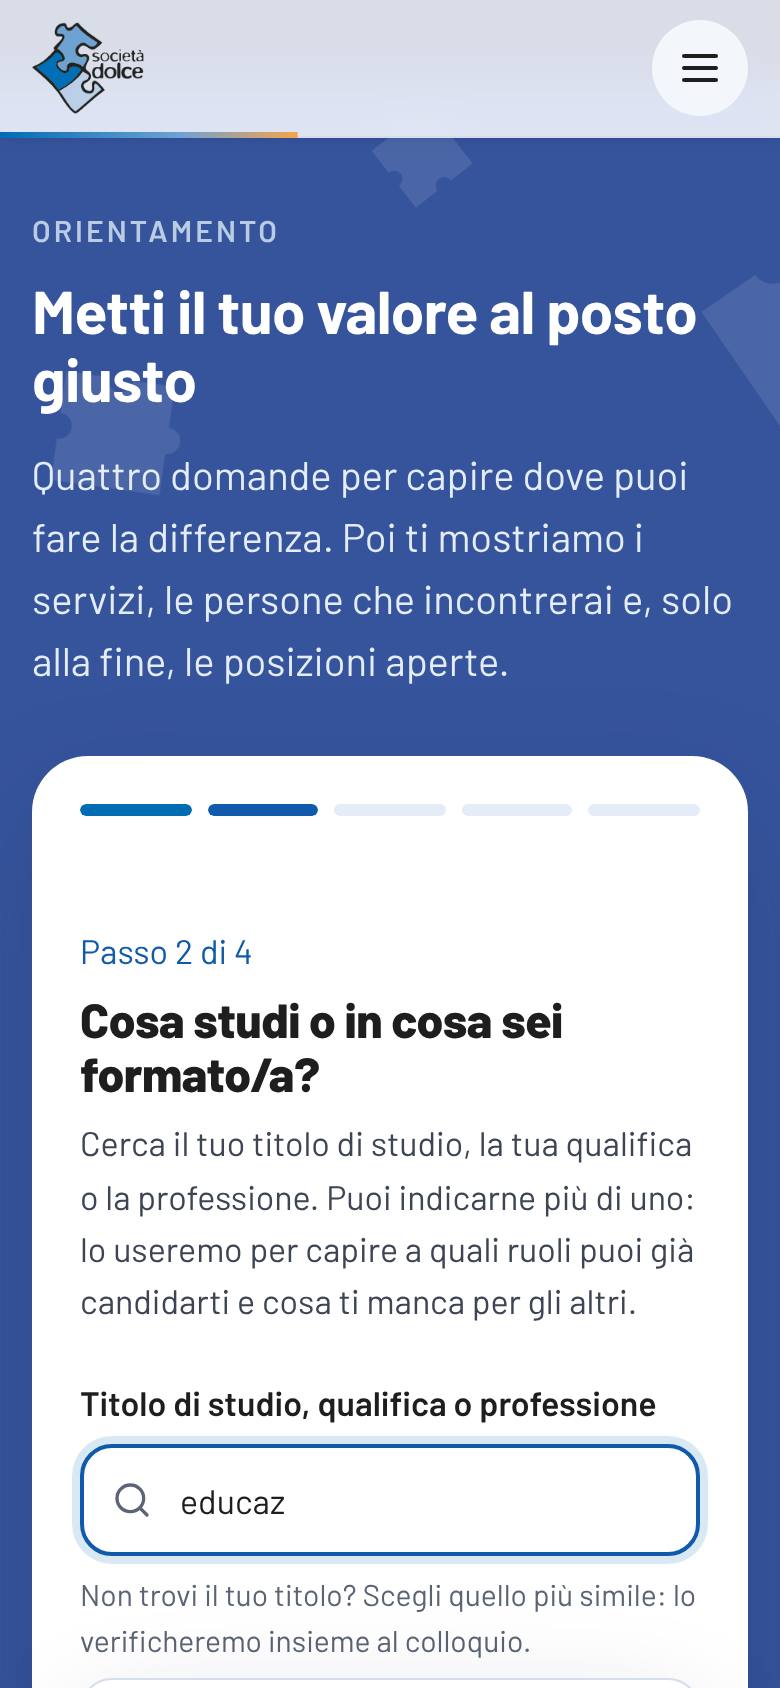 società
dolce
ORIENTAMENTO
Metti il tuo valore al posto
giusto
Quattro domande per capire dove puoi
fare la differenza. Poi ti mostriamo i
servizi, le persone che incontrerai e, solo
alla fine, le posizioni aperte.
Passo 2 di 4
Cosa studi o in cosa sei
formato/a?
Cerca il tuo titolo di studio, la tua qualifica
o la professione. Puoi indicarne più di uno:
lo useremo per capire a quali ruoli puoi già
candidarti e cosa ti manca per gli altri.
Titolo di studio, qualifica o professione
educaz
Non trovi il tuo titolo? Scegli quello più simile: lo
verificheremo insieme al colloquio.